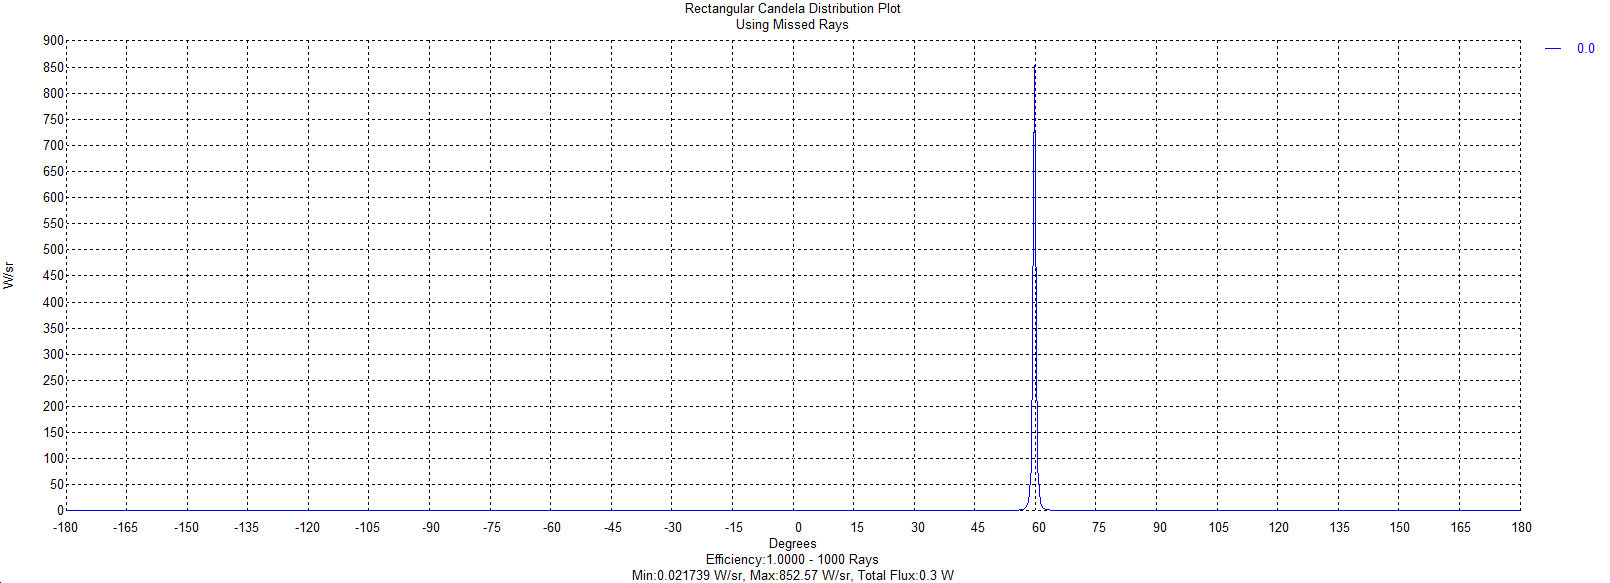 Rectangular Candela Distribution Plot
Using Missed Rays
0.0
900
850
800
750
700
650
600
550
500
450
400
350
300
250
200
150
100
50
0
W/sr
-180 -165 -150 -135 -120 -105 -90 -75 -60 -45 -30 -15 0 15 30 45 60 75 90 105 120 135 150 165 180
Degrees
Efficiency:1.0000 - 1000 Rays
Min:0.021739 W/sr, Max:852.57 W/sr, Total Flux:0.3 W